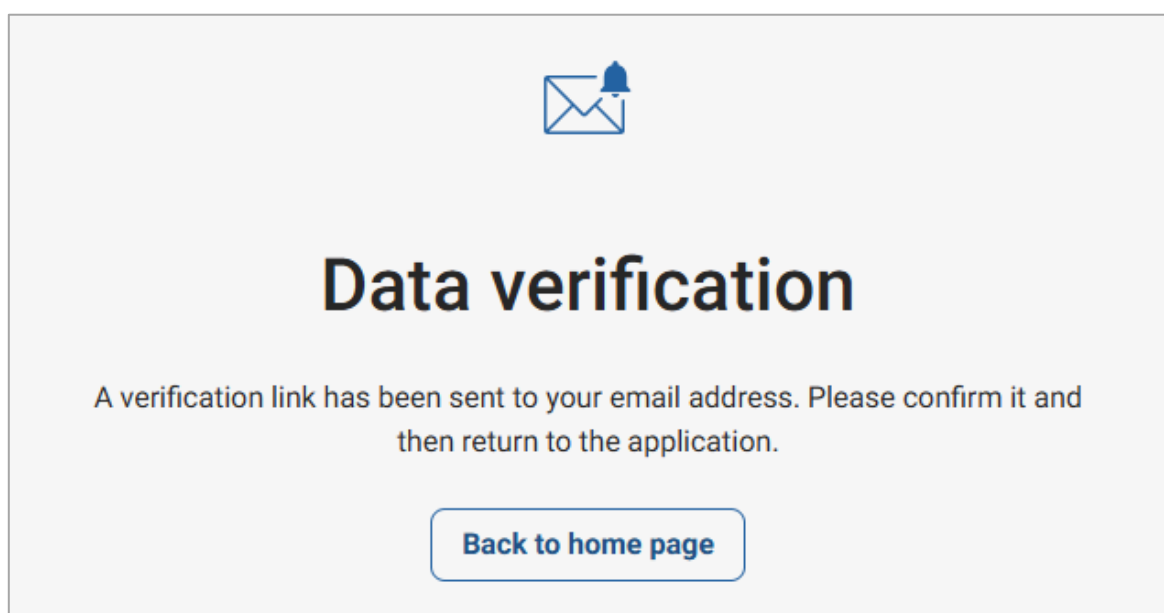 Data verification
A verification link has been sent to your email address. Please confirm it and
then return to the application.
Back to home page